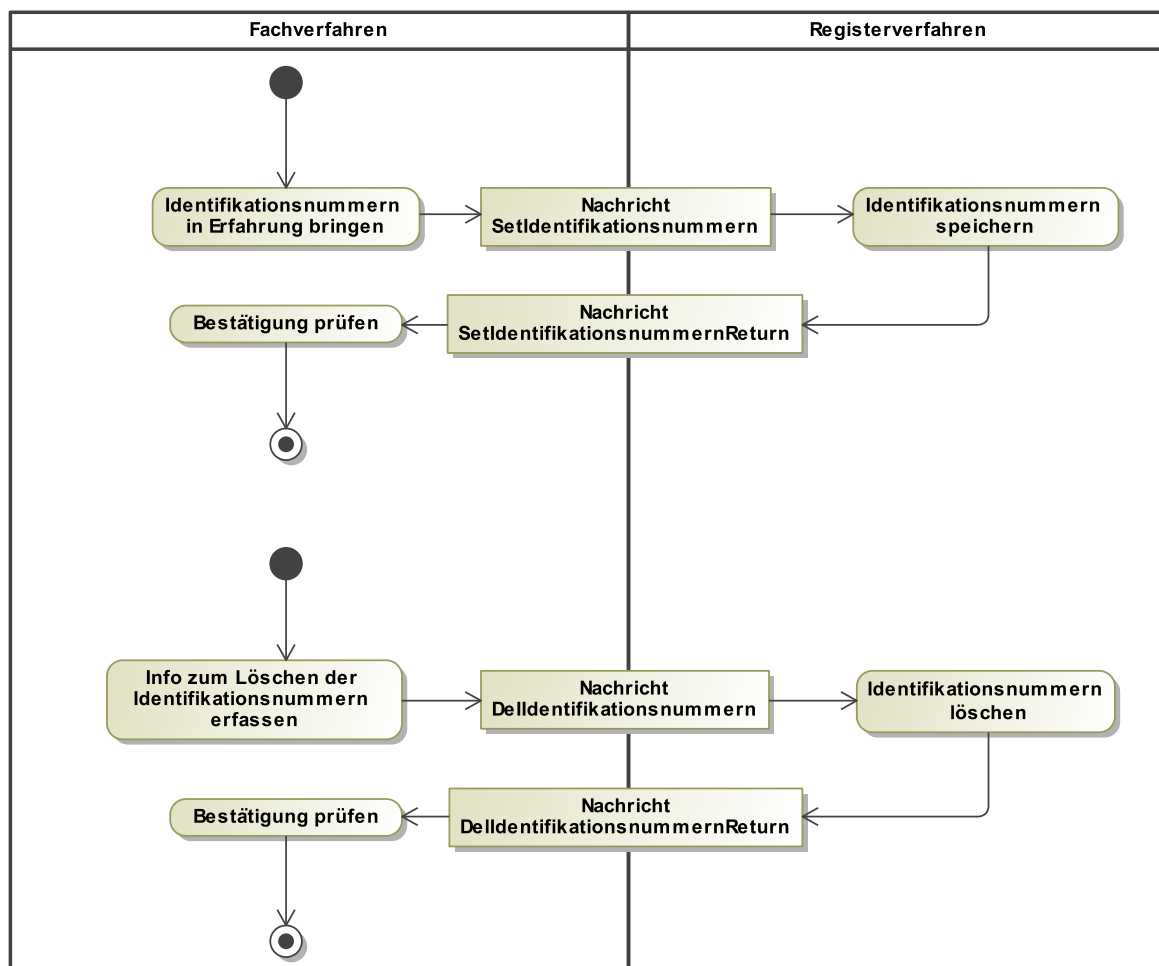 Fachverfahren
Registerverfahren
Identifikationsnummern
in Erfahrung bringen
Nachricht
SetIdentifikationsnummern
Identifikationsnummern
speichern
Bestätigung prüfen
Nachricht
SetIdentifikationsnummernReturn
Info zum Löschen der
Identifikationsnummern
erfassen
Nachricht
DelIdentifikationsnummern
Identifikationsnummern
löschen
Bestätigung prüfen
Nachricht
DelIdentifikationsnummernReturn